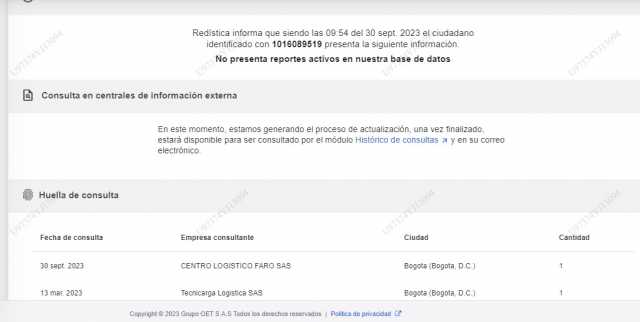 Redística informa que siendo las 09:54 del 30 sept. 2023 el ciudadano
identificado con 1016089519 presenta la siguiente información.
No presenta reportes activos en nuestra base de datos
Consulta en centrales de información externa
En este momento, estamos generando el proceso de actualización, una vez finalizado,
estará disponible para ser consultado por el módulo Histórico de consultas y en su correo
electrónico.
Huella de consulta
Fecha de consulta Empresa consultante Ciudad Cantidad
30 sept. 2023 CENTRO LOGISTICO FARO SAS Bogota (Bogota, D.C.) 1
13 mar. 2023 Tecnicarga Logistica SAS Bogota (Bogota, D.C.) 1
Copyright © 2023 Grupo OET S.A.S Todos los derechos reservados | Política de privacidad